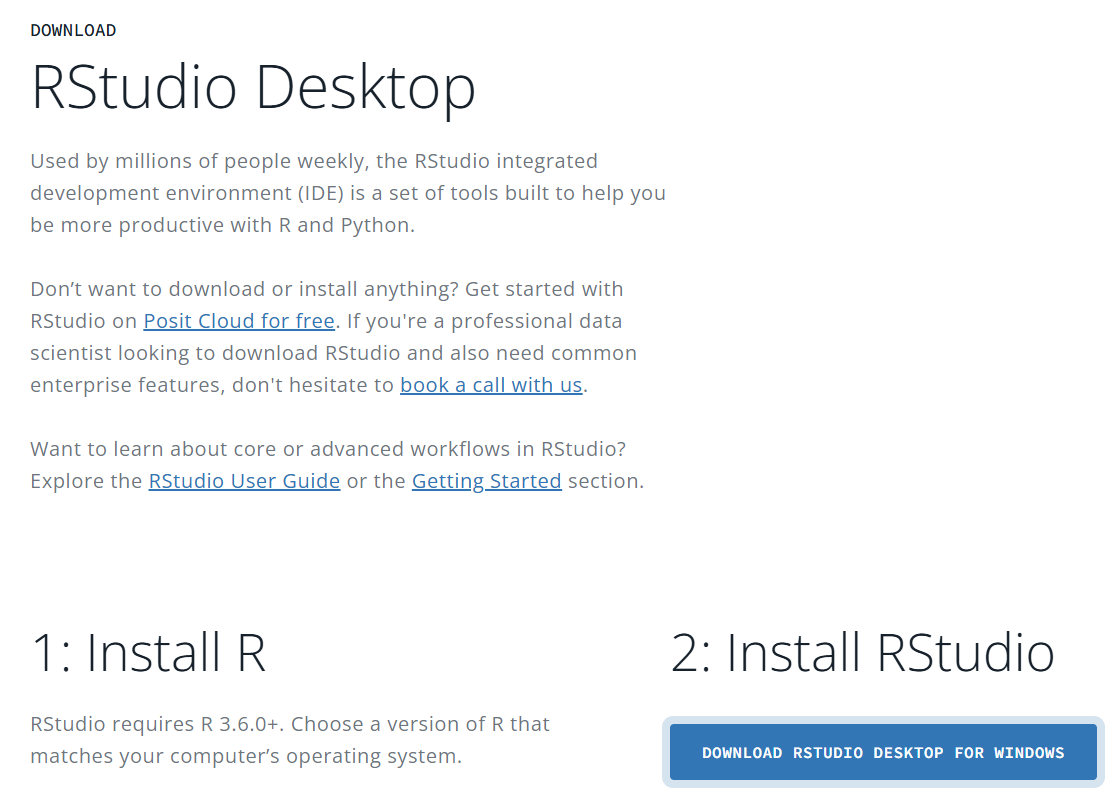 DOWNLOAD
RStudio Desktop
Used by millions of people weekly, the RStudio integrated
development environment (IDE) is a set of tools built to help you
be more productive with R and Python.
Don’t want to download or install anything? Get started with
RStudio on Posit Cloud for free. If you're a professional data
scientist looking to download RStudio and also need common
enterprise features, don't hesitate to book a call with us.
Want to learn about core or advanced workflows in RStudio?
Explore the RStudio User Guide or the Getting Started section.
1: Install R
RStudio requires R 3.6.0+. Choose a version of R that
matches your computer’s operating system.
2: Install RStudio
DOWNLOAD RSTUDIO DESKTOP FOR WINDOWS